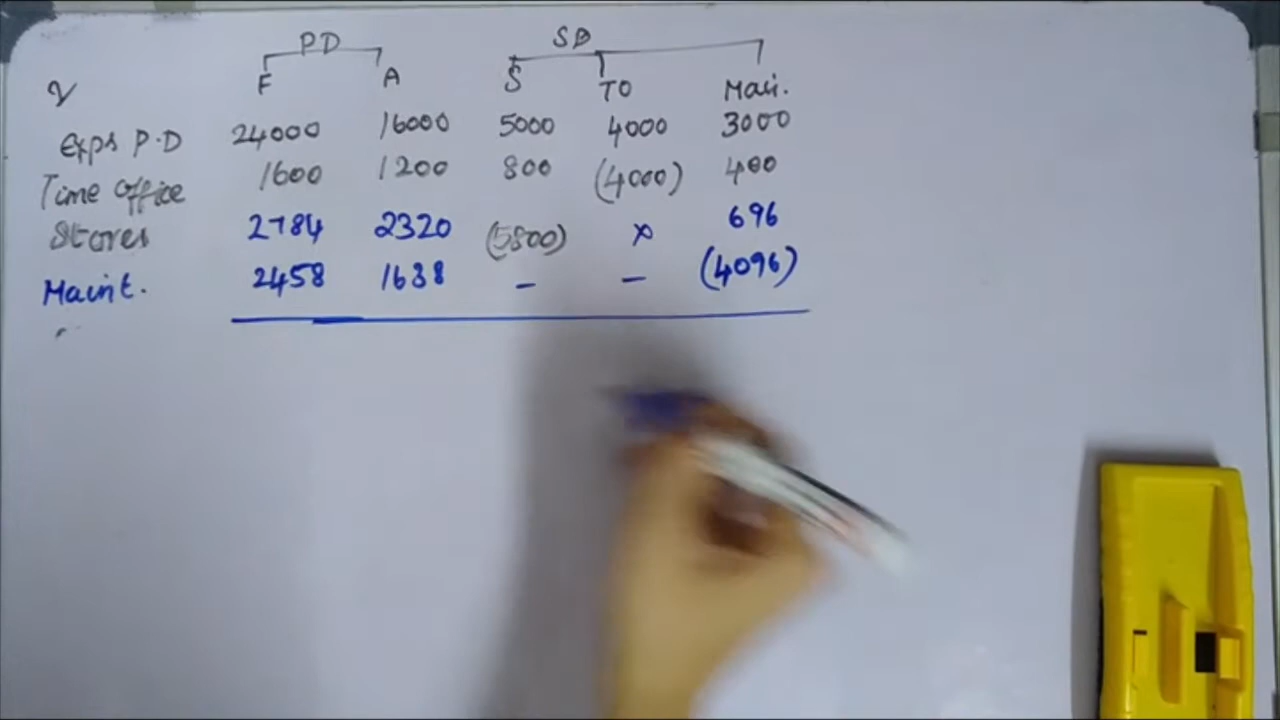 PD SD
F A S TO Mai.
Exps P.D 24000 16000 5000 4000 3000
Time Office 1600 1200 800 (4000) 400
Stores 2784 2320 (5800) x 696
Maint. 2458 1638 - - (4096)